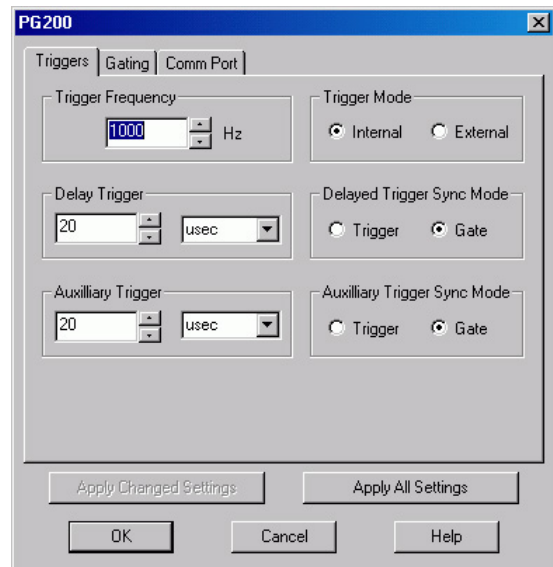 PG200
Triggers Gating Comm Port
Trigger Frequency
1000 Hz
Trigger Mode
Internal External
Delay Trigger
20 usec
Delayed Trigger Sync Mode
Trigger Gate
Auxilliary Trigger
20 usec
Auxilliary Trigger Sync Mode
Trigger Gate
Apply Changed Settings Apply All Settings
OK Cancel Help